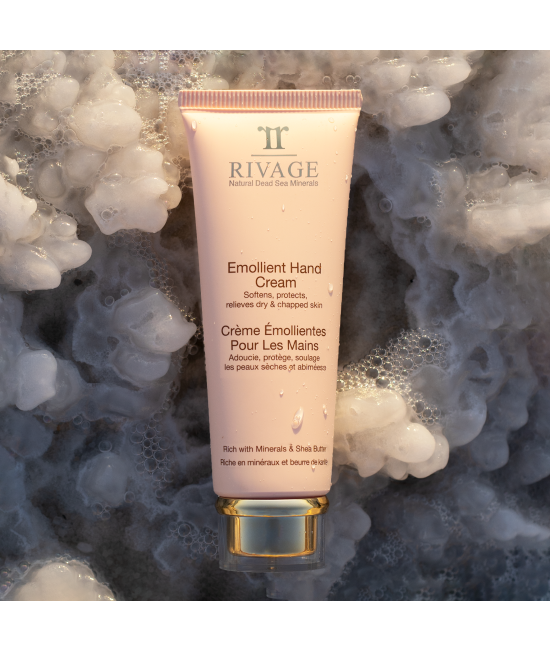 RIVAGE
Natural Dead Sea Minerals
Emollient Hand
Cream
Softens, protects,
relieves dry & chapped skin
Crème Émollientes
Pour Les Mains
Adoucie, protège, soulage
les peaux sèches et abimées
Rich with Minerals & Shea Butter
Riche en minéraux et beurre de karité